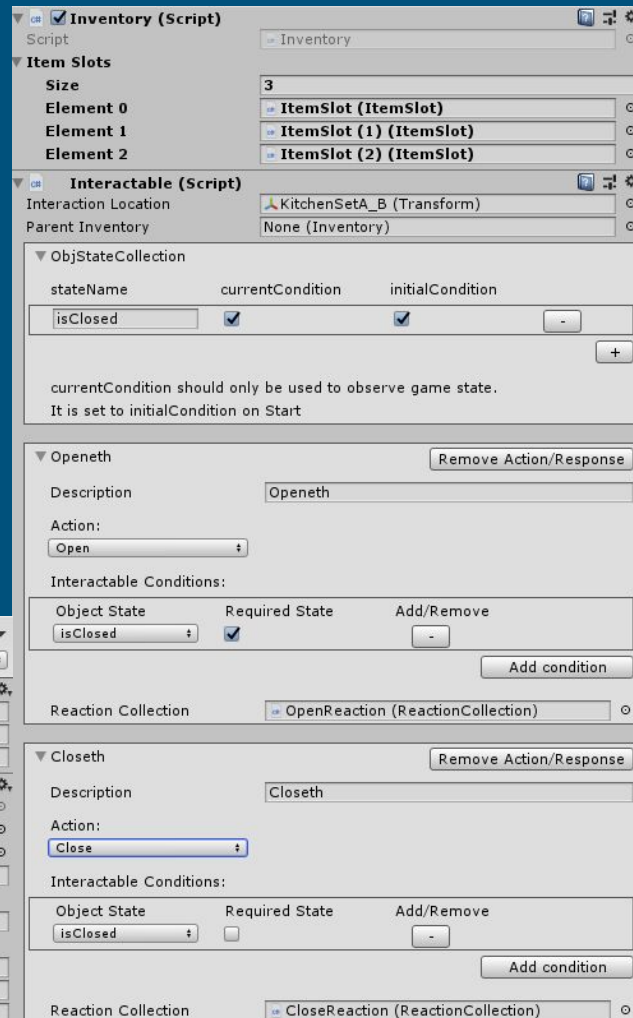 Inventory (Script)
Script Inventory
Item Slots
Size 3
Element 0 ItemSlot (ItemSlot)
Element 1 ItemSlot (1) (ItemSlot)
Element 2 ItemSlot (2) (ItemSlot)
Interactable (Script)
Interaction Location KitchenSetA_B (Transform)
Parent Inventory None (Inventory)
ObjStateCollection
stateName currentCondition initialCondition
isClosed -
+
currentCondition should only be used to observe game state.
It is set to initialCondition on Start
Openeth Remove Action/Response
Description Openeth
Action:
Open
Interactable Conditions:
Object State Required State Add/Remove
isClosed -
Add condition
Reaction Collection OpenReaction (ReactionCollection)
Closeth Remove Action/Response
Description Closeth
Action:
Close
Interactable Conditions:
Object State Required State Add/Remove
isClosed -
Add condition
Reaction Collection CloseReaction (ReactionCollection)